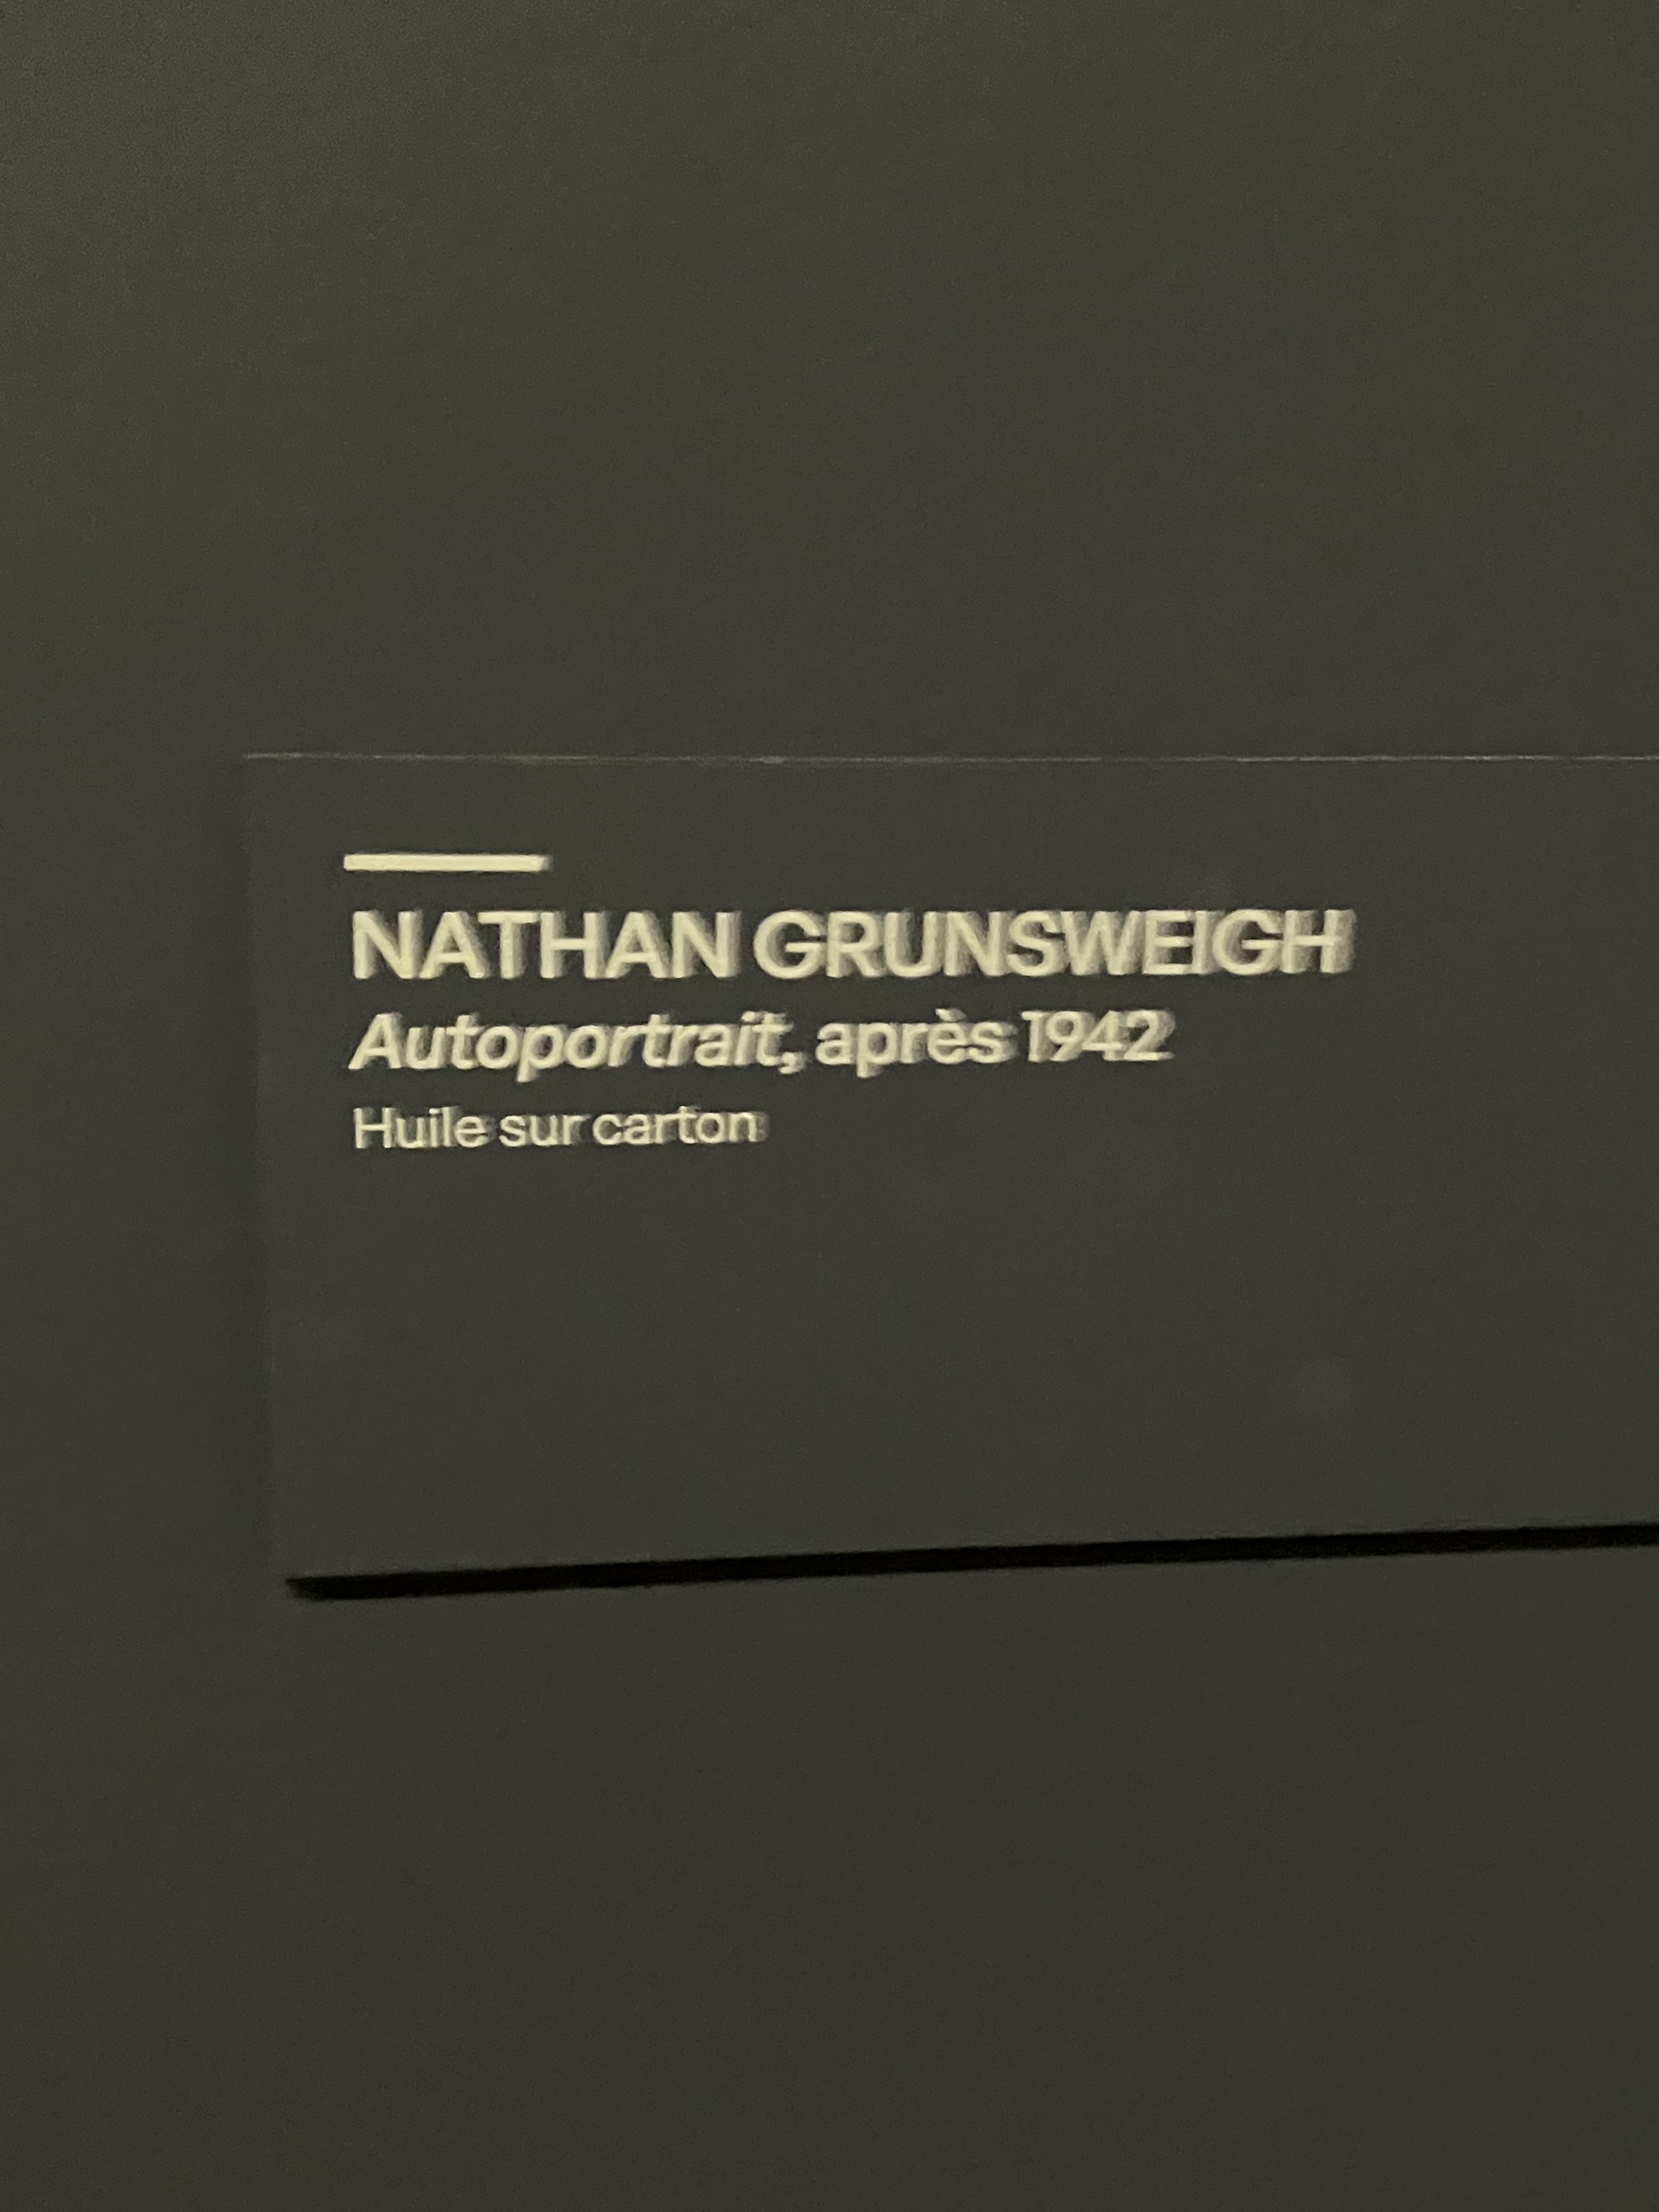 NATHAN GRUNSWEIGH
Autoportrait, après 1942
Huile sur carton